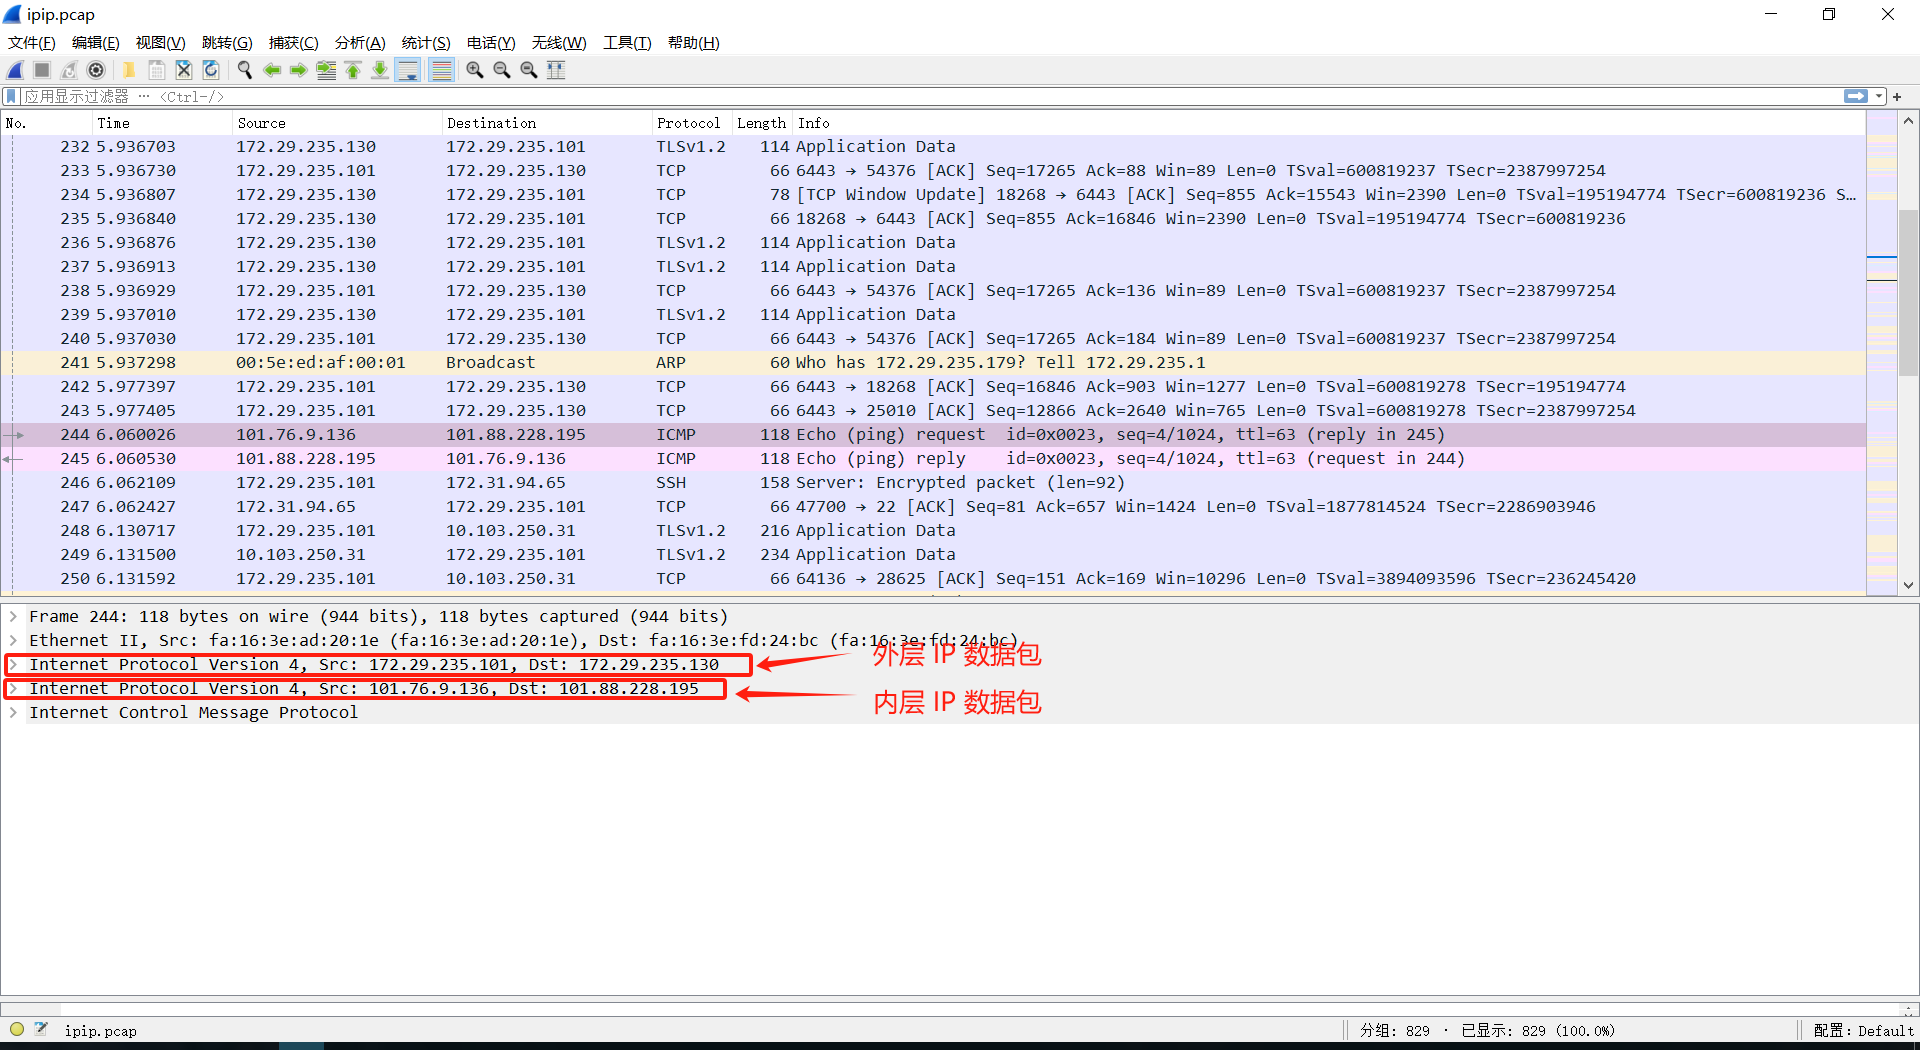 ipip.pcap
文件(F) 编辑(E) 视图(V) 跳转(G) 捕获(C) 分析(A) 统计(S) 电话(Y) 无线(W) 工具(T) 帮助(H)
应用显示过滤器 … <Ctrl-/>
No. Time Source Destination Protocol Length Info
232 5.936703 172.29.235.130 172.29.235.101 TLSv1.2 114 Application Data
233 5.936730 172.29.235.101 172.29.235.130 TCP 66 6443 → 54376 [ACK] Seq=17265 Ack=88 Win=89 Len=0 TSval=600819237 TSecr=2387997254
234 5.936807 172.29.235.130 172.29.235.101 TCP 78 [TCP Window Update] 18268 → 6443 [ACK] Seq=855 Ack=15543 Win=2390 Len=0 TSval=195194774 TSecr=600819236 S…
235 5.936840 172.29.235.130 172.29.235.101 TCP 66 18268 → 6443 [ACK] Seq=855 Ack=16846 Win=2390 Len=0 TSval=195194774 TSecr=600819236
236 5.936876 172.29.235.130 172.29.235.101 TLSv1.2 114 Application Data
237 5.936913 172.29.235.130 172.29.235.101 TLSv1.2 114 Application Data
238 5.936929 172.29.235.101 172.29.235.130 TCP 66 6443 → 54376 [ACK] Seq=17265 Ack=136 Win=89 Len=0 TSval=600819237 TSecr=2387997254
239 5.937010 172.29.235.130 172.29.235.101 TLSv1.2 114 Application Data
240 5.937030 172.29.235.101 172.29.235.130 TCP 66 6443 → 54376 [ACK] Seq=17265 Ack=184 Win=89 Len=0 TSval=600819237 TSecr=2387997254
241 5.937298 00:5e:ed:af:00:01 Broadcast ARP 60 Who has 172.29.235.179? Tell 172.29.235.1
242 5.977397 172.29.235.101 172.29.235.130 TCP 66 6443 → 18268 [ACK] Seq=16846 Ack=903 Win=1277 Len=0 TSval=600819278 TSecr=195194774
243 5.977405 172.29.235.101 172.29.235.130 TCP 66 6443 → 25010 [ACK] Seq=12866 Ack=2640 Win=765 Len=0 TSval=600819278 TSecr=2387997254
244 6.060026 101.76.9.136 101.88.228.195 ICMP 118 Echo (ping) request id=0x0023, seq=4/1024, ttl=63 (reply in 245)
245 6.060530 101.88.228.195 101.76.9.136 ICMP 118 Echo (ping) reply id=0x0023, seq=4/1024, ttl=63 (request in 244)
246 6.062109 172.29.235.101 172.31.94.65 SSH 158 Server: Encrypted packet (len=92)
247 6.062427 172.31.94.65 172.29.235.101 TCP 66 47700 → 22 [ACK] Seq=81 Ack=657 Win=1424 Len=0 TSval=1877814524 TSecr=2286903946
248 6.130717 172.29.235.101 10.103.250.31 TLSv1.2 216 Application Data
249 6.131500 10.103.250.31 172.29.235.101 TLSv1.2 234 Application Data
250 6.131592 172.29.235.101 10.103.250.31 TCP 66 64136 → 28625 [ACK] Seq=151 Ack=169 Win=10296 Len=0 TSval=3894093596 TSecr=236245420
Frame 244: 118 bytes on wire (944 bits), 118 bytes captured (944 bits)
Ethernet II, Src: fa:16:3e:ad:20:1e (fa:16:3e:ad:20:1e), Dst: fa:16:3e:fd:24:bc (fa:16:3e:fd:24:bc)
Internet Protocol Version 4, Src: 172.29.235.101, Dst: 172.29.235.130 外层 IP 数据包
Internet Protocol Version 4, Src: 101.76.9.136, Dst: 101.88.228.195 内层 IP 数据包
Internet Control Message Protocol
ipip.pcap 分组: 829 · 已显示: 829 (100.0%) 配置: Default